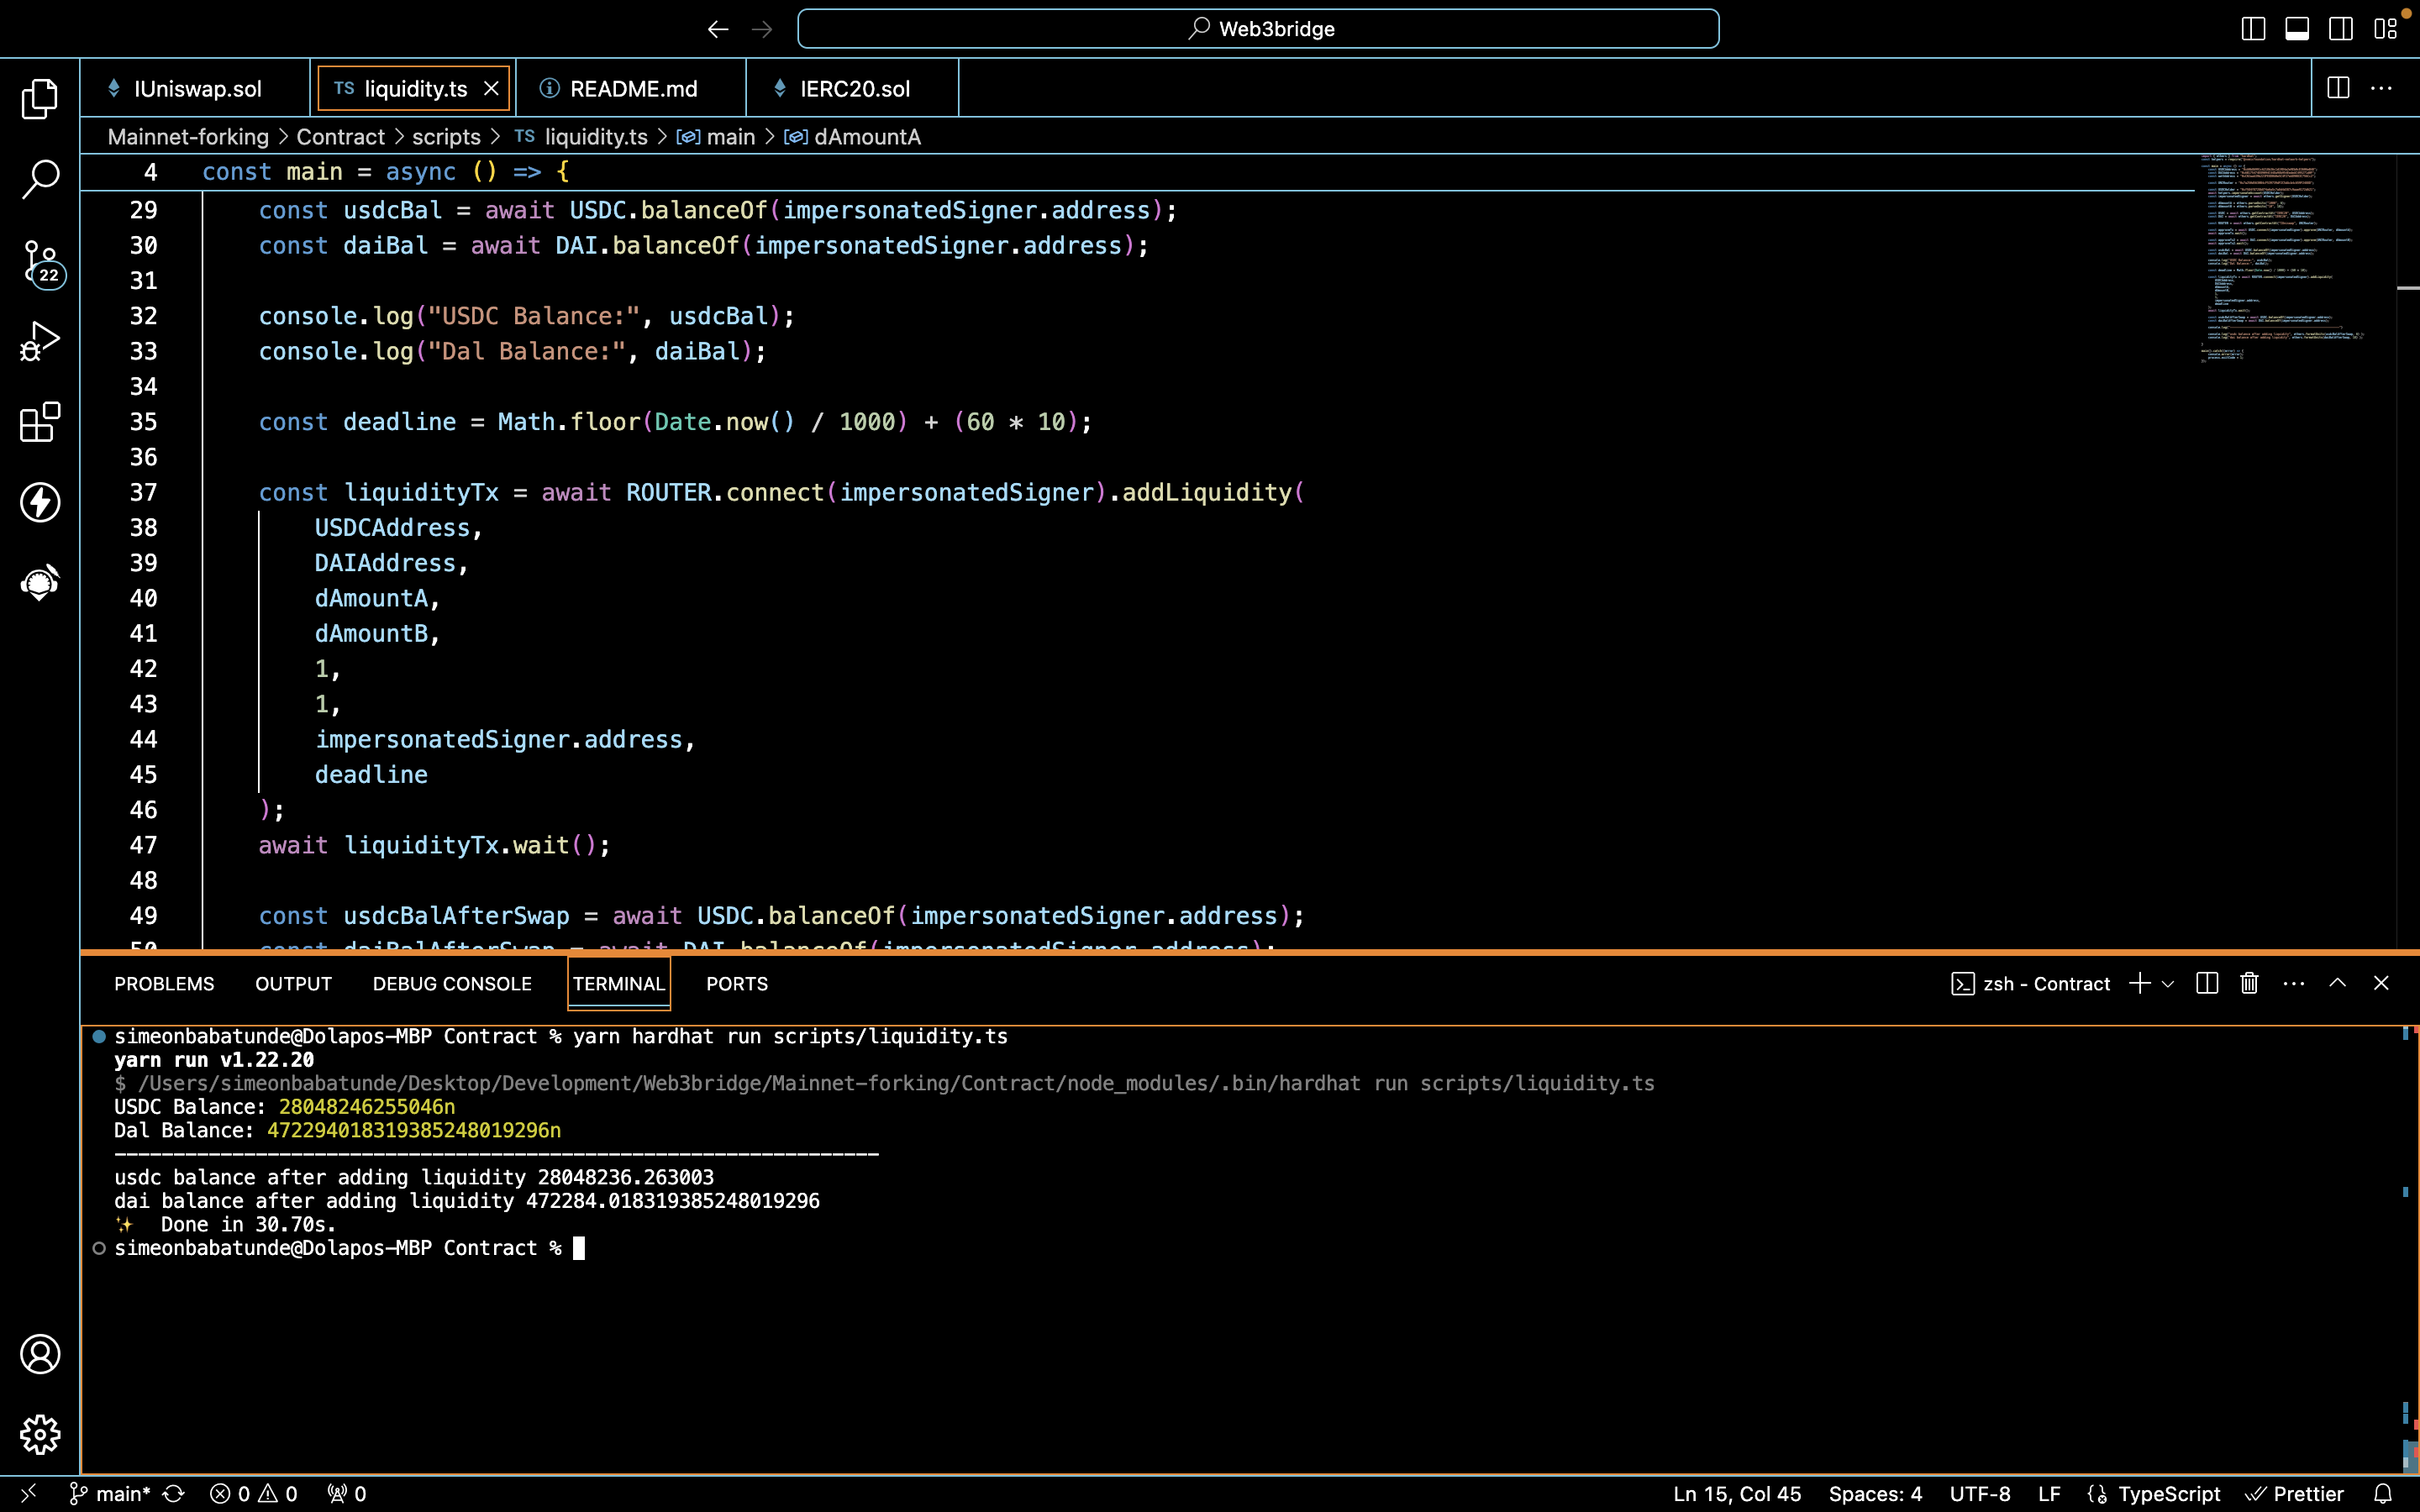 Web3bridge
IUniswap.sol
TS liquidity.ts
README.md
IERC20.sol
Mainnet-forking > Contract > scripts > TS liquidity.ts > main > dAmountA
4 const main = async () => {
29 const usdcBal = await USDC.balanceOf(impersonatedSigner.address);
30 const daiBal = await DAI.balanceOf(impersonatedSigner.address);
31
32 console.log("USDC Balance:", usdcBal);
33 console.log("Dal Balance:", daiBal);
34
35 const deadline = Math.floor(Date.now() / 1000) + (60 * 10);
36
37 const liquidityTx = await ROUTER.connect(impersonatedSigner).addLiquidity(
38 USDCAddress,
39 DAIAddress,
40 dAmountA,
41 dAmountB,
42 1,
43 1,
44 impersonatedSigner.address,
45 deadline
46 );
47 await liquidityTx.wait();
48
49 const usdcBalAfterSwap = await USDC.balanceOf(impersonatedSigner.address);
50 const daiBalAfterSwap = await DAI.balanceOf(impersonatedSigner.address);
22
PROBLEMS OUTPUT DEBUG CONSOLE TERMINAL PORTS
zsh - Contract
simeonbabatunde@Dolapos-MBP Contract % yarn hardhat run scripts/liquidity.ts
yarn run v1.22.20
$ /Users/simeonbabatunde/Desktop/Development/Web3bridge/Mainnet-forking/Contract/node_modules/.bin/hardhat run scripts/liquidity.ts
USDC Balance: 28048246255046n
Dal Balance: 472294018319385248019296n
-----------------------------------------------------------------
usdc balance after adding liquidity 28048236.263003
dai balance after adding liquidity 472284.018319385248019296
✨ Done in 30.70s.
simeonbabatunde@Dolapos-MBP Contract %
main* 0 0 0
Ln 15, Col 45 Spaces: 4 UTF-8 LF TypeScript Prettier